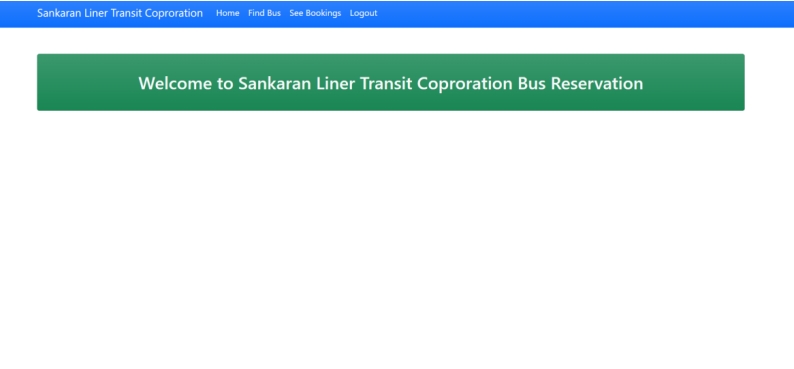 Sankaran Liner Transit Coproration Home Find Bus See Bookings Logout
Welcome to Sankaran Liner Transit Coproration Bus Reservation